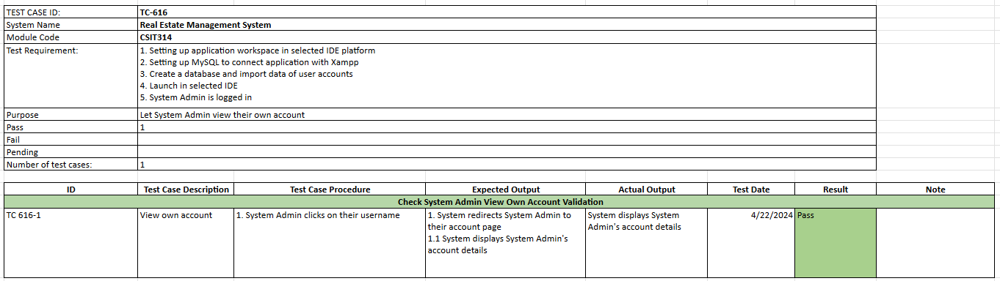 TEST CASE ID: TC-616
System Name Real Estate Management System
Module Code CSIT314
Test Requirement: 1. Setting up application workspace in selected IDE platform
2. Setting up MySQL to connect application with Xampp
3. Create a database and import data of user accounts
4. Launch in selected IDE
5. System Admin is logged in
Purpose Let System Admin view their own account
Pass 1
Fail
Pending
Number of test cases: 1
ID Test Case Description Test Case Procedure Expected Output Actual Output Test Date Result Note
Check System Admin View Own Account Validation
TC 616-1 View own account 1. System Admin clicks on their username 1. System redirects System Admin to System displays System 4/22/2024 Pass
their account page Admin's account details
1.1 System displays System Admin's
account details